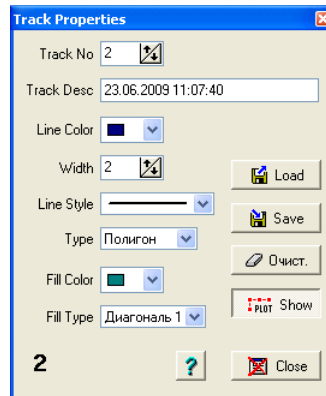 Track Properties
Track No 2
Track Desc 23.06.2009 11:07:40
Line Color
Width 2
Load
Line Style
Save
Type Полигон
Очист.
Fill Color
PLOT Show
Fill Type Диагональ 1
2 ? Close